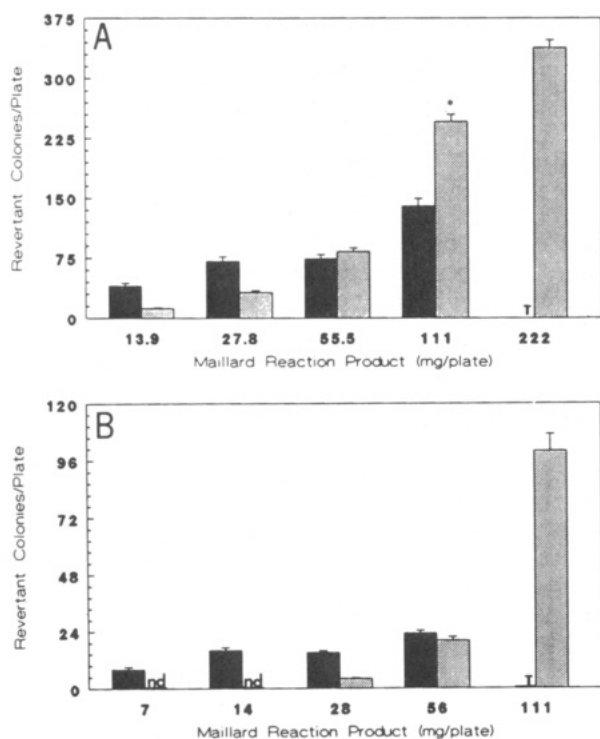 A
375
300
225
150
75
0
Revertant Colonies/Plate
*
T
13.9 27.8 55.5 111 222
Maillard Reaction Product (mg/plate)
B
120
96
72
48
24
0
Revertant Colonies/Plate
nd nd T
7 14 28 56 111
Maillard Reaction Product (mg/plate)